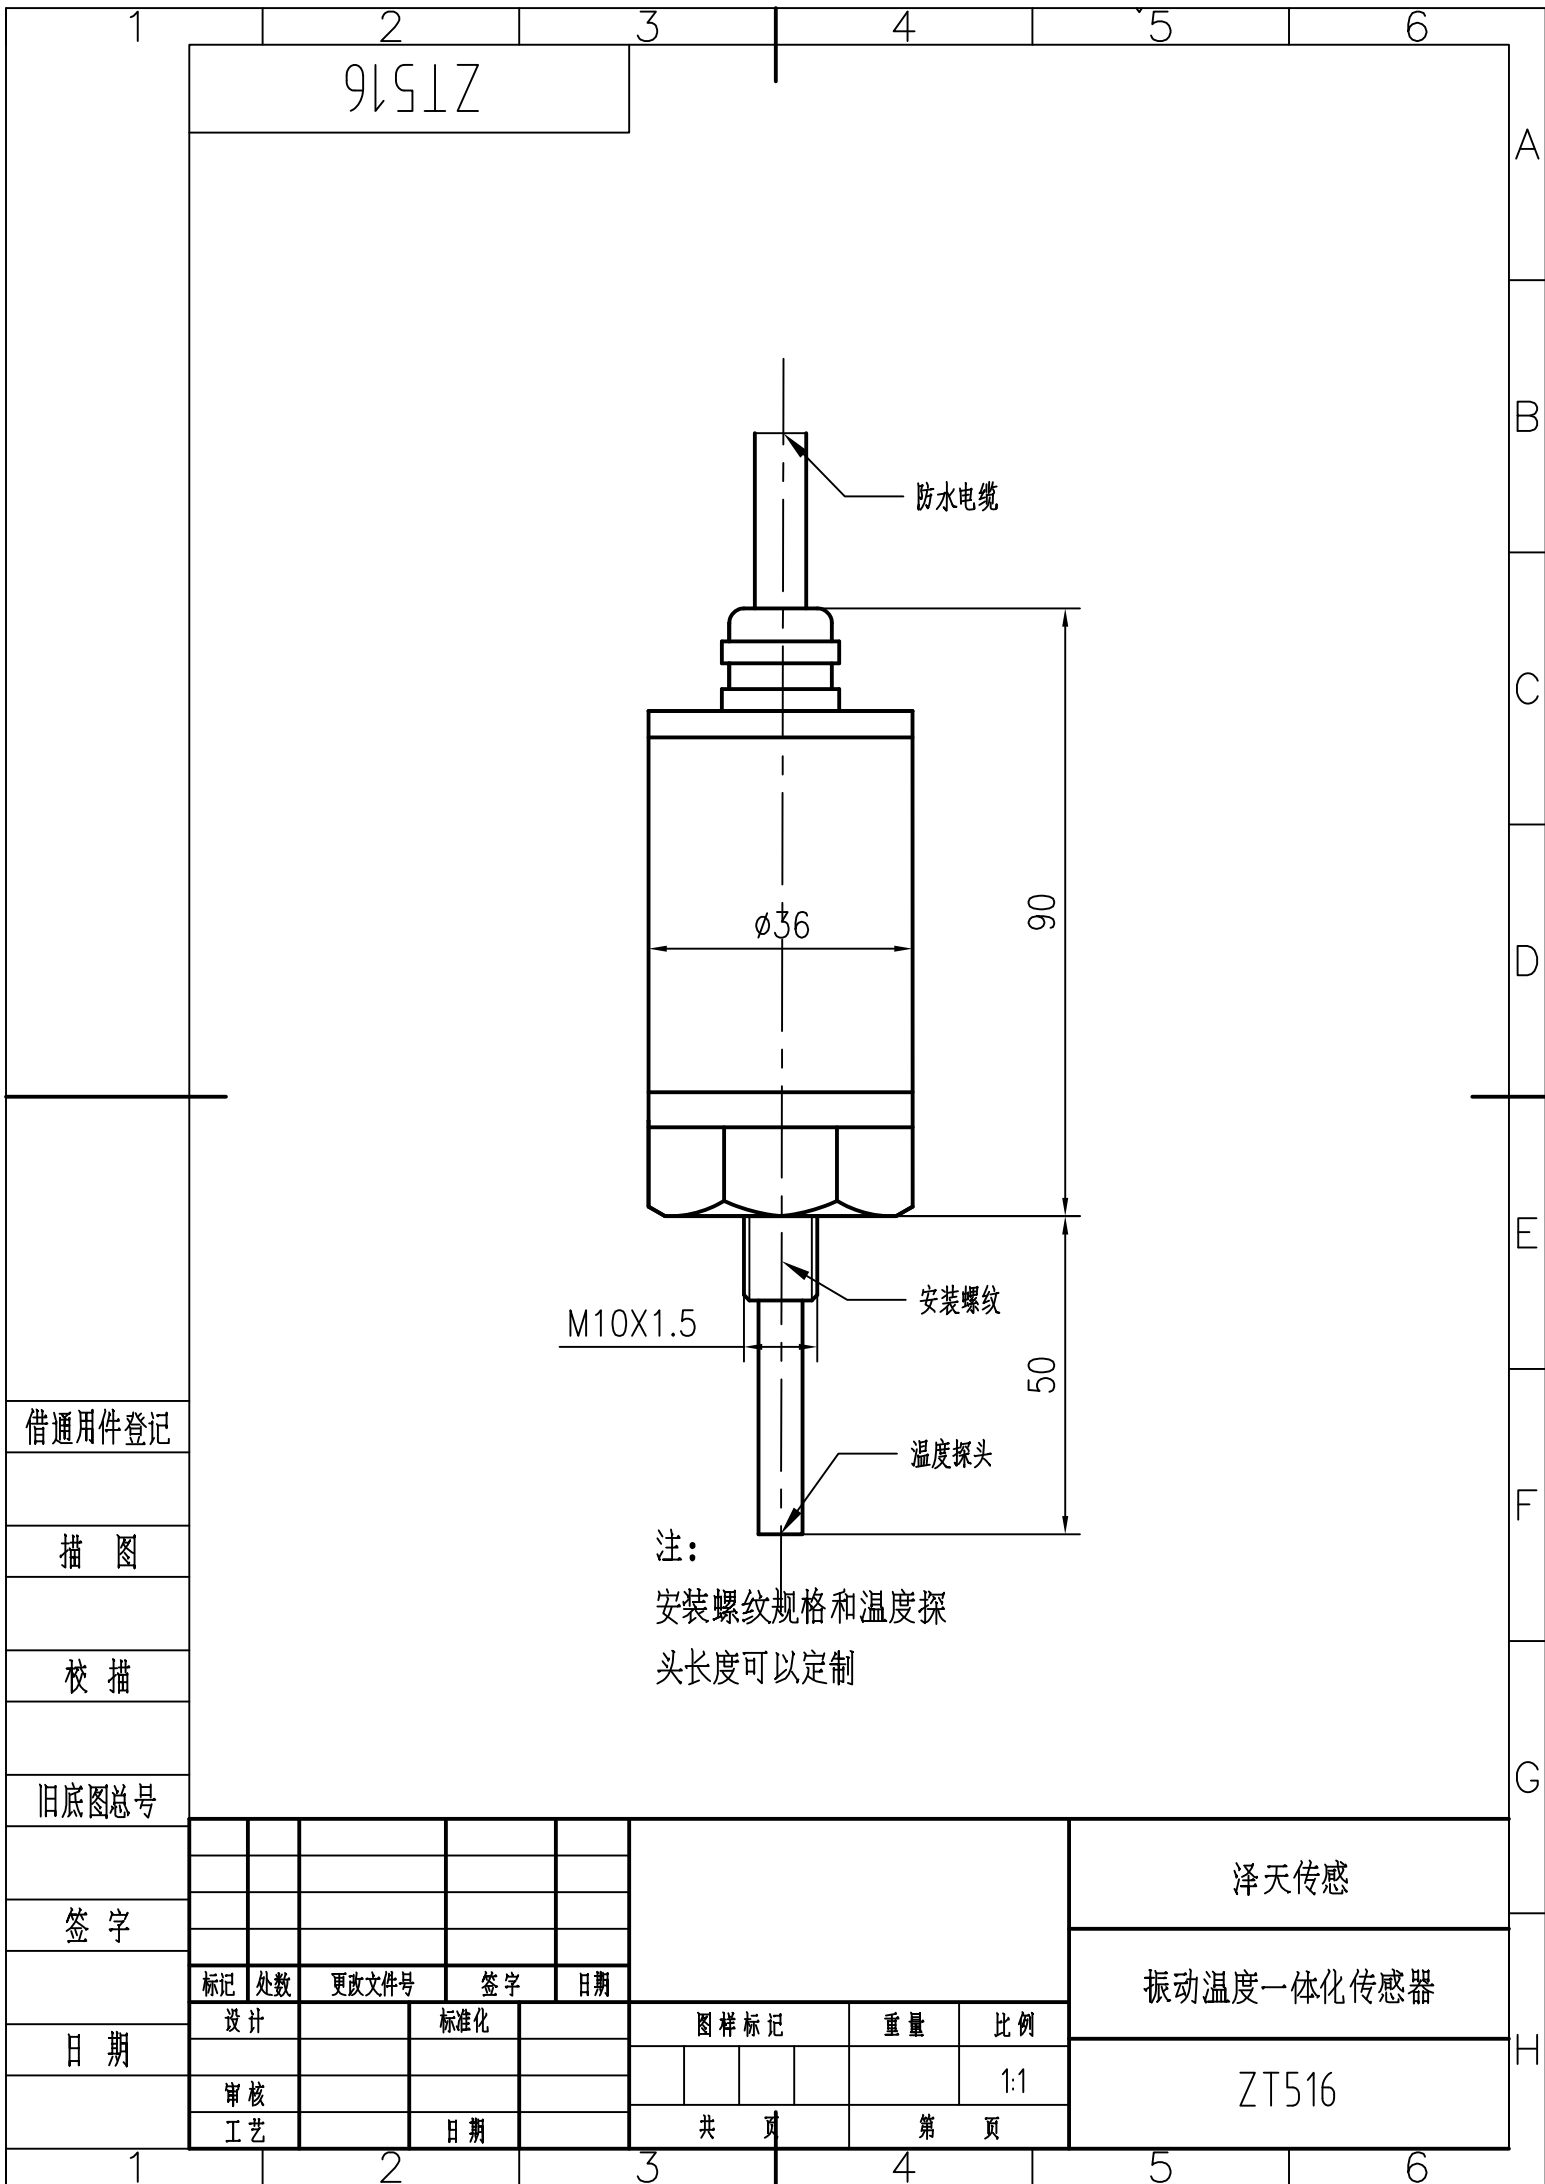 1 2 3 4 5 6
ZT516
A
B
防水电缆
C
90
ø36
D
E
安装螺纹
M10X1.5
50
借通用件登记
温度探头
F
注：
描 图
安装螺纹规格和温度探
头长度可以定制
校 描
G
旧底图总号
泽天传感
签 字
标记 处数 更改文件号 签 字 日期
振动温度一体化传感器
设 计 标准化
图 样 标 记 重 量 比 例
日 期
H
1:1
ZT516
审 核
工 艺 日 期
共 页 第 页
1 2 3 4 5 6